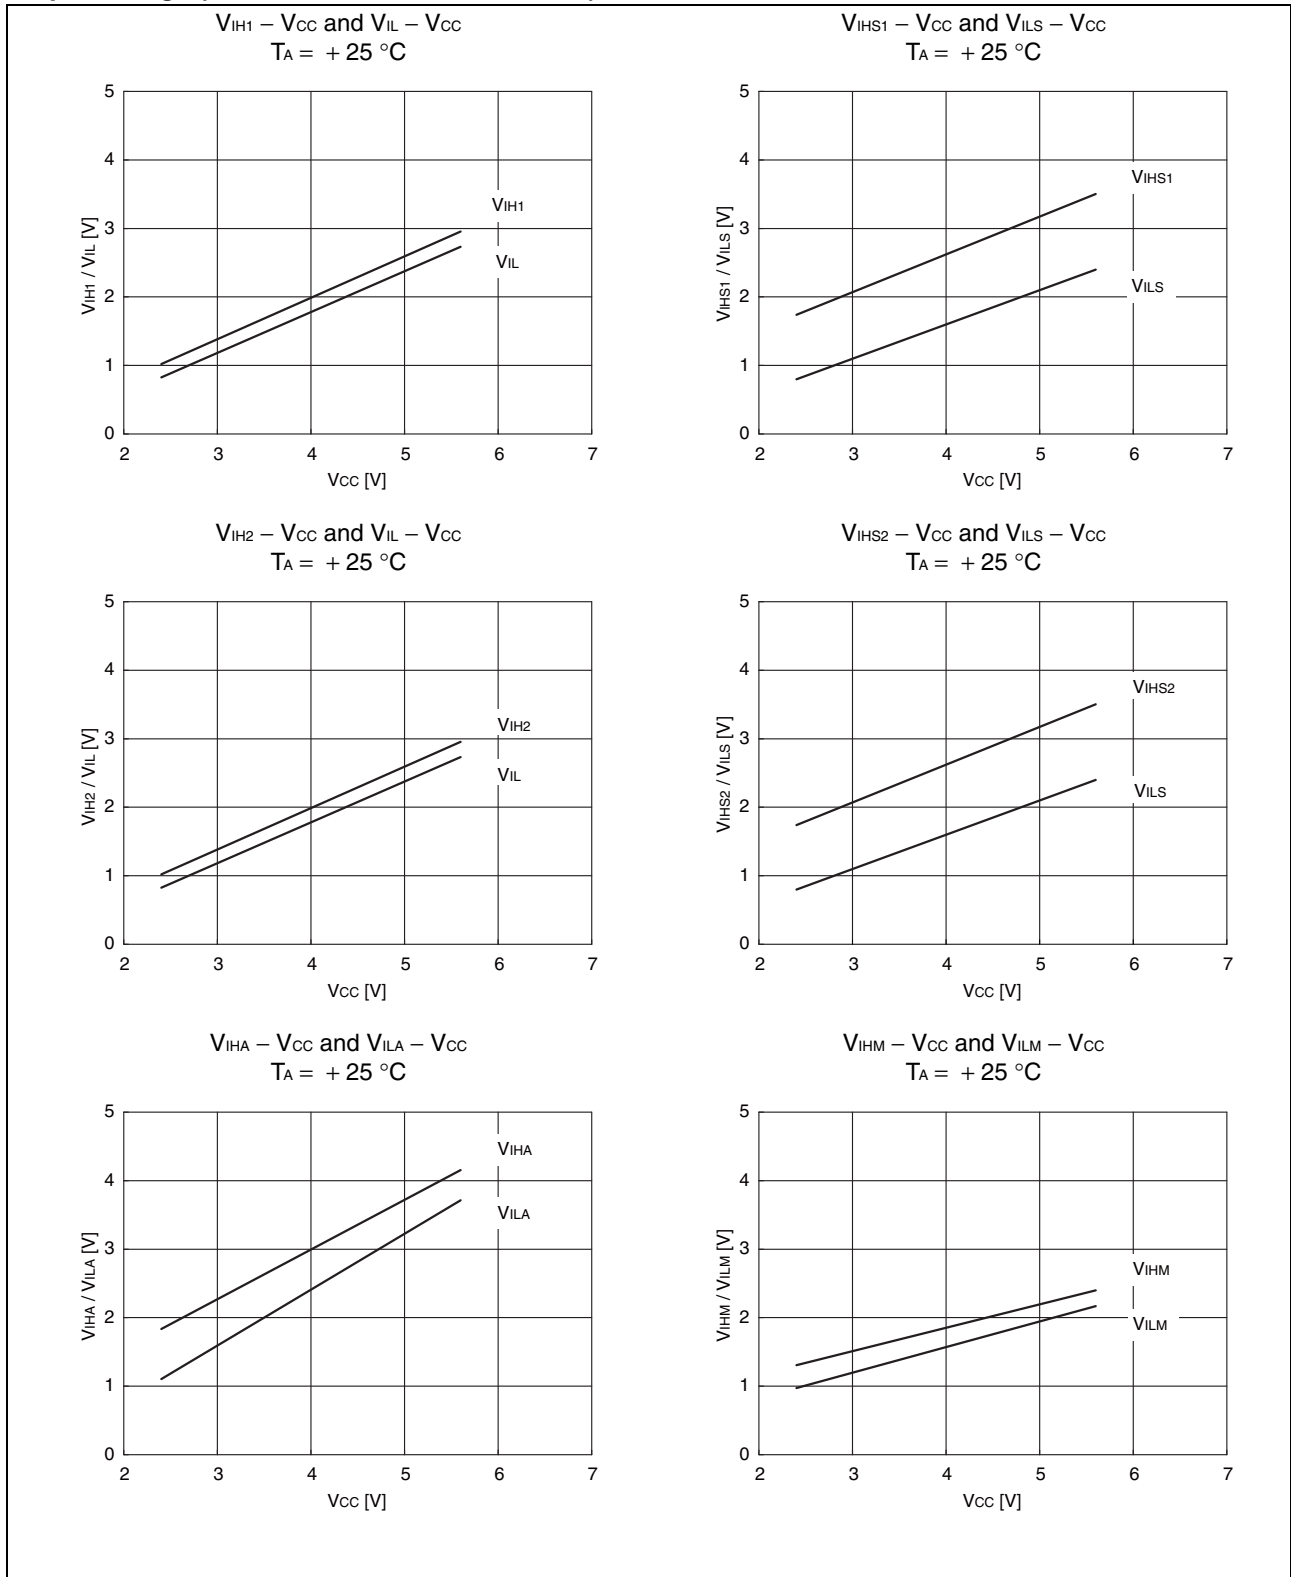 VIH1 – VCC and VIL – VCC
TA = + 25 °C
5
4
3
2
1
0
VIH1 / VIL [V]
VIH1
VIL
2 3 4 5 6 7
VCC [V]
VIHS1 – VCC and VILS – VCC
TA = + 25 °C
5
4
3
2
1
0
VIHS1 / VILS [V]
VIHS1
VILS
2 3 4 5 6 7
VCC [V]
VIH2 – VCC and VIL – VCC
TA = + 25 °C
5
4
3
2
1
0
VIH2 / VIL [V]
VIH2
VIL
2 3 4 5 6 7
VCC [V]
VIHS2 – VCC and VILS – VCC
TA = + 25 °C
5
4
3
2
1
0
VIHS2 / VILS [V]
VIHS2
VILS
2 3 4 5 6 7
VCC [V]
VIHA – VCC and VILA – VCC
TA = + 25 °C
5
4
3
2
1
0
VIHA / VILA [V]
VIHA
VILA
2 3 4 5 6 7
VCC [V]
VIHM – VCC and VILM – VCC
TA = + 25 °C
5
4
3
2
1
0
VIHM / VILM [V]
VIHM
VILM
2 3 4 5 6 7
VCC [V]